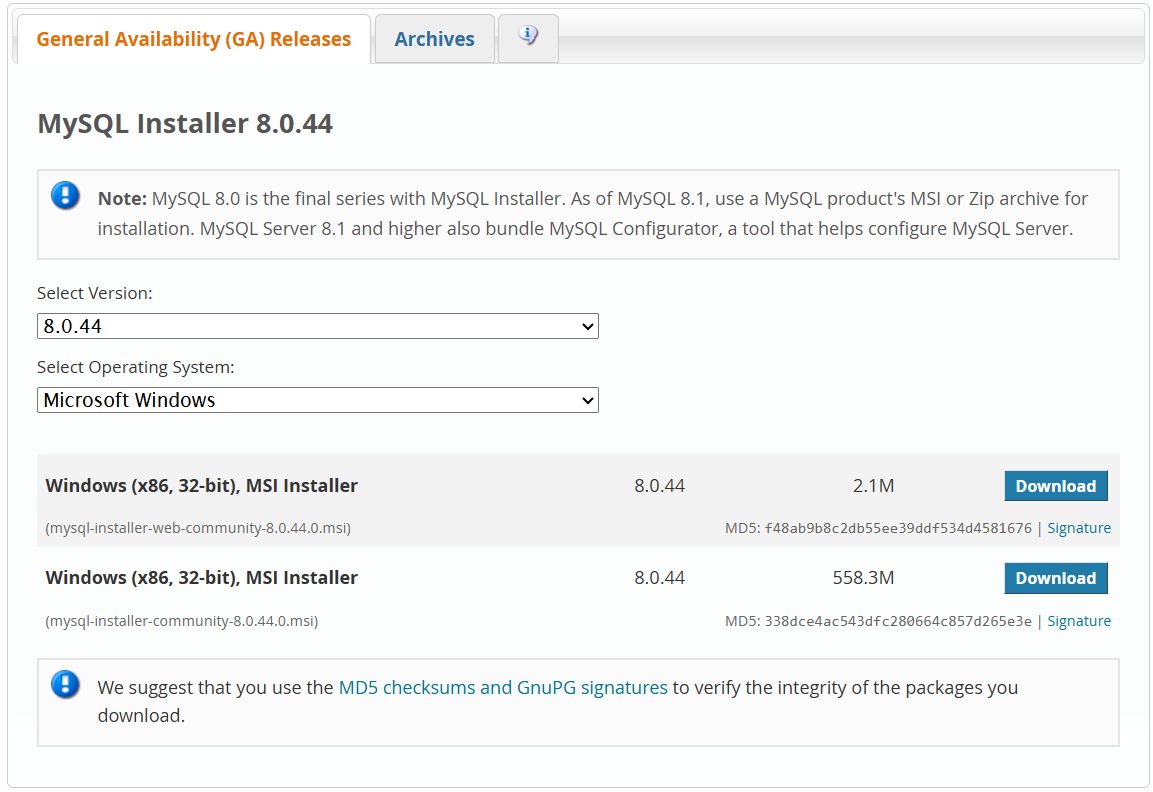 General Availability (GA) Releases
Archives
MySQL Installer 8.0.44
Note: MySQL 8.0 is the final series with MySQL Installer. As of MySQL 8.1, use a MySQL product's MSI or Zip archive for
installation. MySQL Server 8.1 and higher also bundle MySQL Configurator, a tool that helps configure MySQL Server.
Select Version:
8.0.44
Select Operating System:
Microsoft Windows
Windows (x86, 32-bit), MSI Installer 8.0.44 2.1M Download
(mysql-installer-web-community-8.0.44.0.msi) MD5: f48ab9b8c2db55ee39ddf534d4581676 | Signature
Windows (x86, 32-bit), MSI Installer 8.0.44 558.3M Download
(mysql-installer-community-8.0.44.0.msi) MD5: 338dce4ac543dfc280664c857d265e3e | Signature
We suggest that you use the MD5 checksums and GnuPG signatures to verify the integrity of the packages you
download.